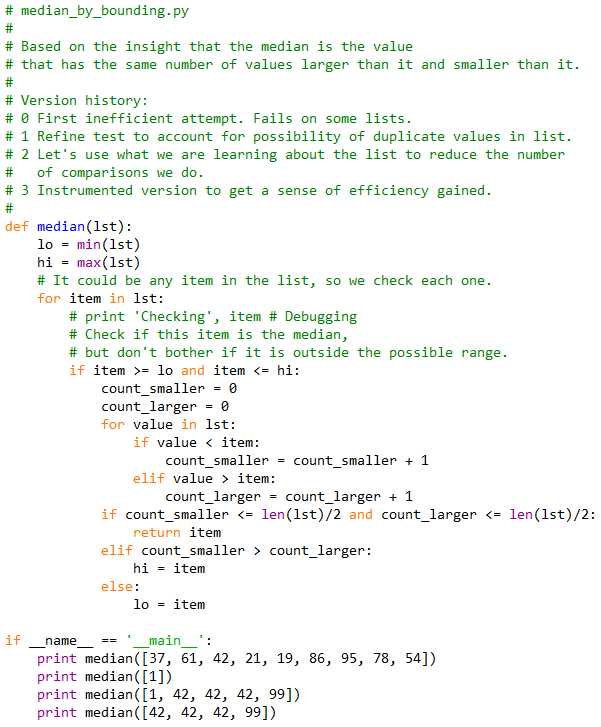 # median_by_bounding.py
#
# Based on the insight that the median is the value
# that has the same number of values larger than it and smaller than it.
#
# Version history:
# 0 First inefficient attempt. Fails on some lists.
# 1 Refine test to account for possibility of duplicate values in list.
# 2 Let's use what we are learning about the list to reduce the number
#   of comparisons we do.
# 3 Instrumented version to get a sense of efficiency gained.
#
def median(lst):
    lo = min(lst)
    hi = max(lst)
    # It could be any item in the list, so we check each one.
    for item in lst:
        # print 'Checking', item # Debugging
        # Check if this item is the median,
        # but don't bother if it is outside the possible range.
        if item >= lo and item <= hi:
            count_smaller = 0
            count_larger = 0
            for value in lst:
                if value < item:
                    count_smaller = count_smaller + 1
                elif value > item:
                    count_larger = count_larger + 1
            if count_smaller <= len(lst)/2 and count_larger <= len(lst)/2:
                return item
            elif count_smaller > count_larger:
                hi = item
            else:
                lo = item

if __name__ == '__main__':
    print median([37, 61, 42, 21, 19, 86, 95, 78, 54])
    print median([1])
    print median([1, 42, 42, 42, 99])
    print median([42, 42, 42, 99])